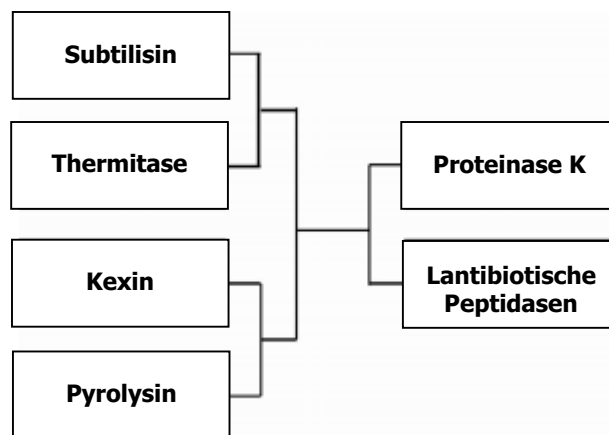 Subtilisin
Thermitase
Kexin
Pyrolysin
Proteinase K
Lantibiotische
Peptidasen